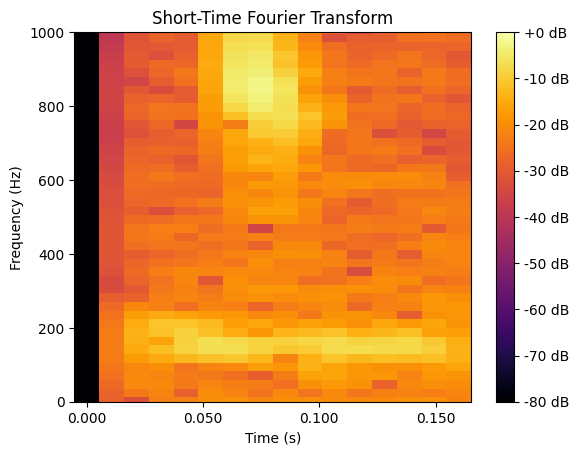 Short-Time Fourier Transform
1000
800
600
400
200
0
Frequency (Hz)
0.000
0.050
0.100
0.150
Time (s)
+0 dB
-10 dB
-20 dB
-30 dB
-40 dB
-50 dB
-60 dB
-70 dB
-80 dB